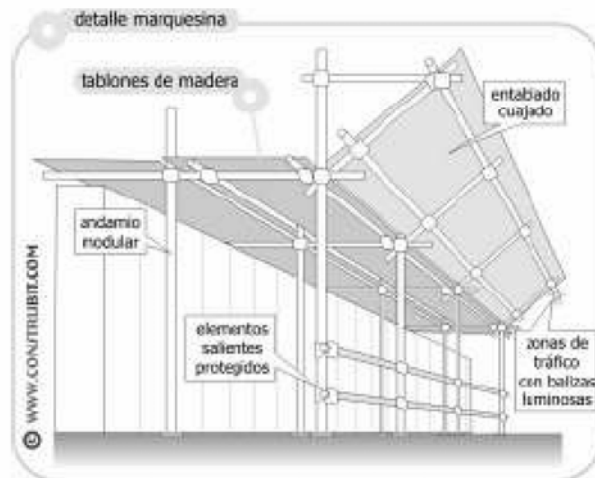 detalle marquesina
tablones de madera
entablado
cuajado
andamio
modular
elementos
salientes
protegidos
zonas de
tráfico
con balizas
luminosas
© WWW.CONSTRUBIT.COM